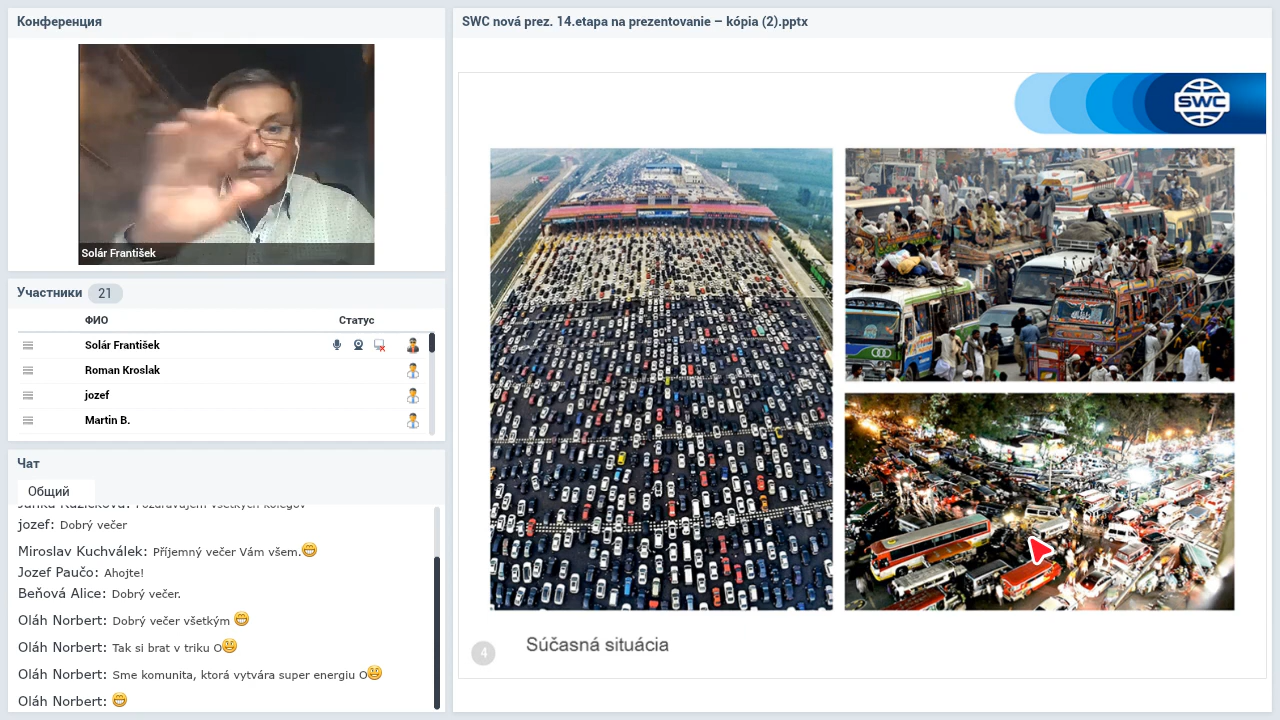 Конференция
Solár František
Участники 21
ФИО Статус
Solár František
Roman Kroslak
jozef
Martin B.
Чат
Общий
jozef: Dobrý večer
Miroslav Kuchválek: Příjemný večer Vám všem.
Jozef Paučo: Ahojte!
Beňová Alice: Dobrý večer.
Oláh Norbert: Dobrý večer všetkým
Oláh Norbert: Tak si brat v triku O
Oláh Norbert: Sme komunita, ktorá vytvára super energiu O
Oláh Norbert:
SWC nová prez. 14.etapa na prezentovanie – kópia (2).pptx
SWC
4 Súčasná situácia